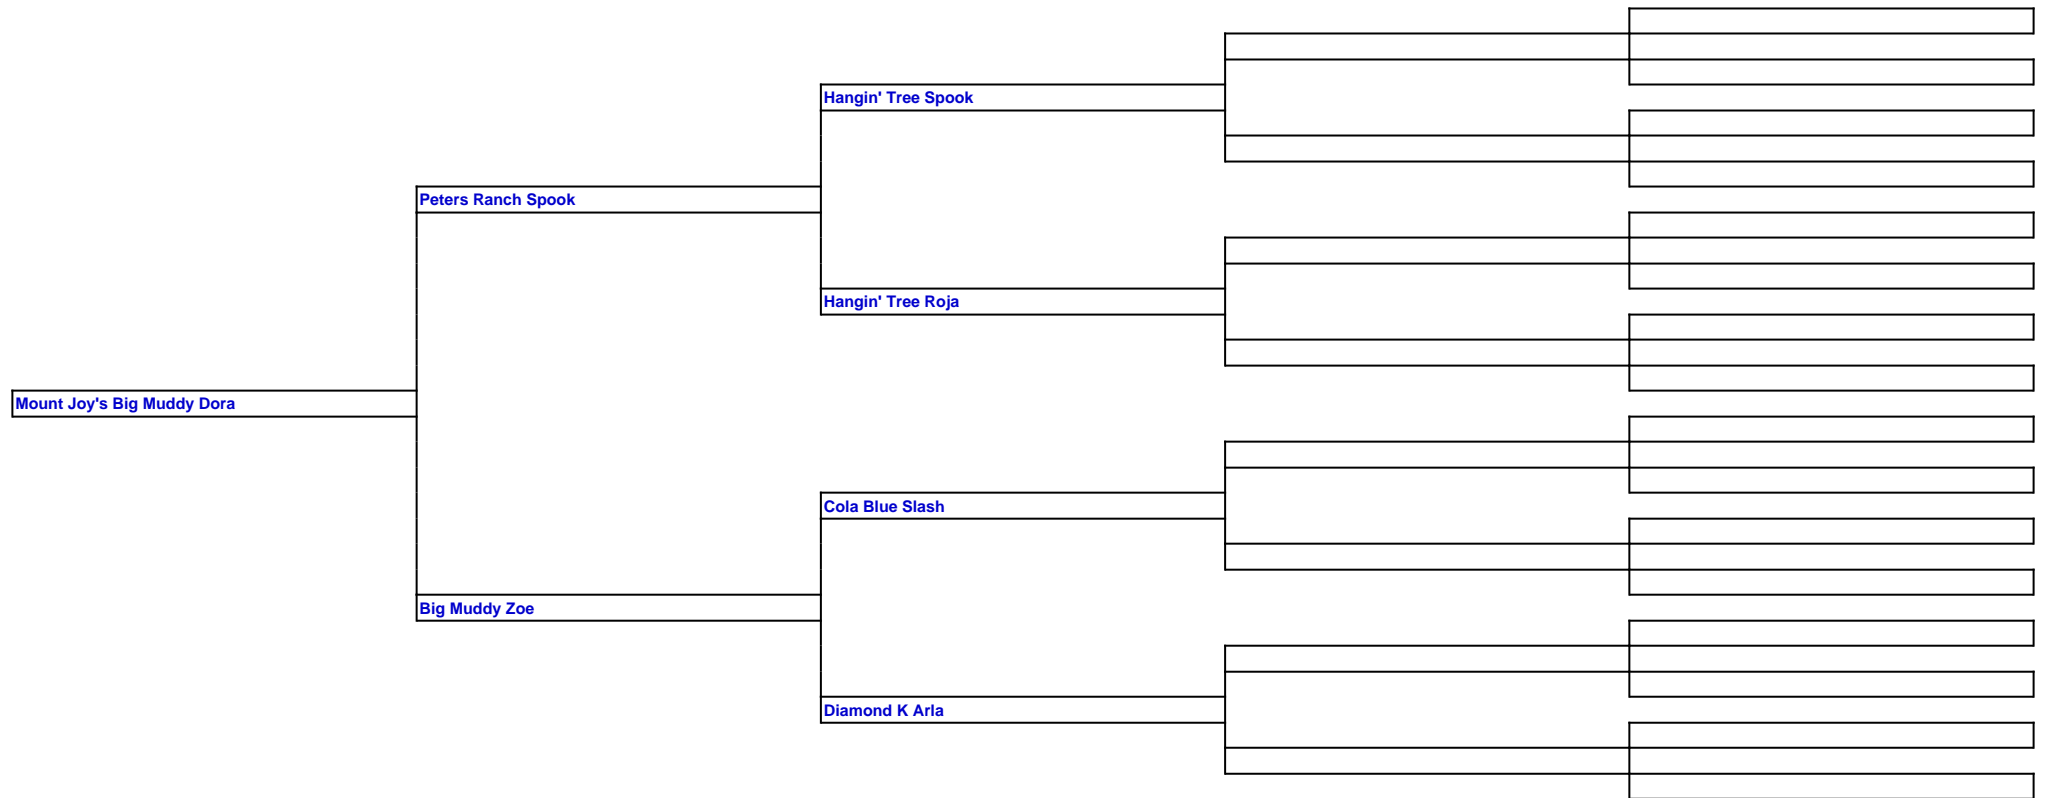 Hangin' Tree Spook
Peters Ranch Spook
Hangin' Tree Roja
Mount Joy's Big Muddy Dora
Cola Blue Slash
Big Muddy Zoe
Diamond K Arla